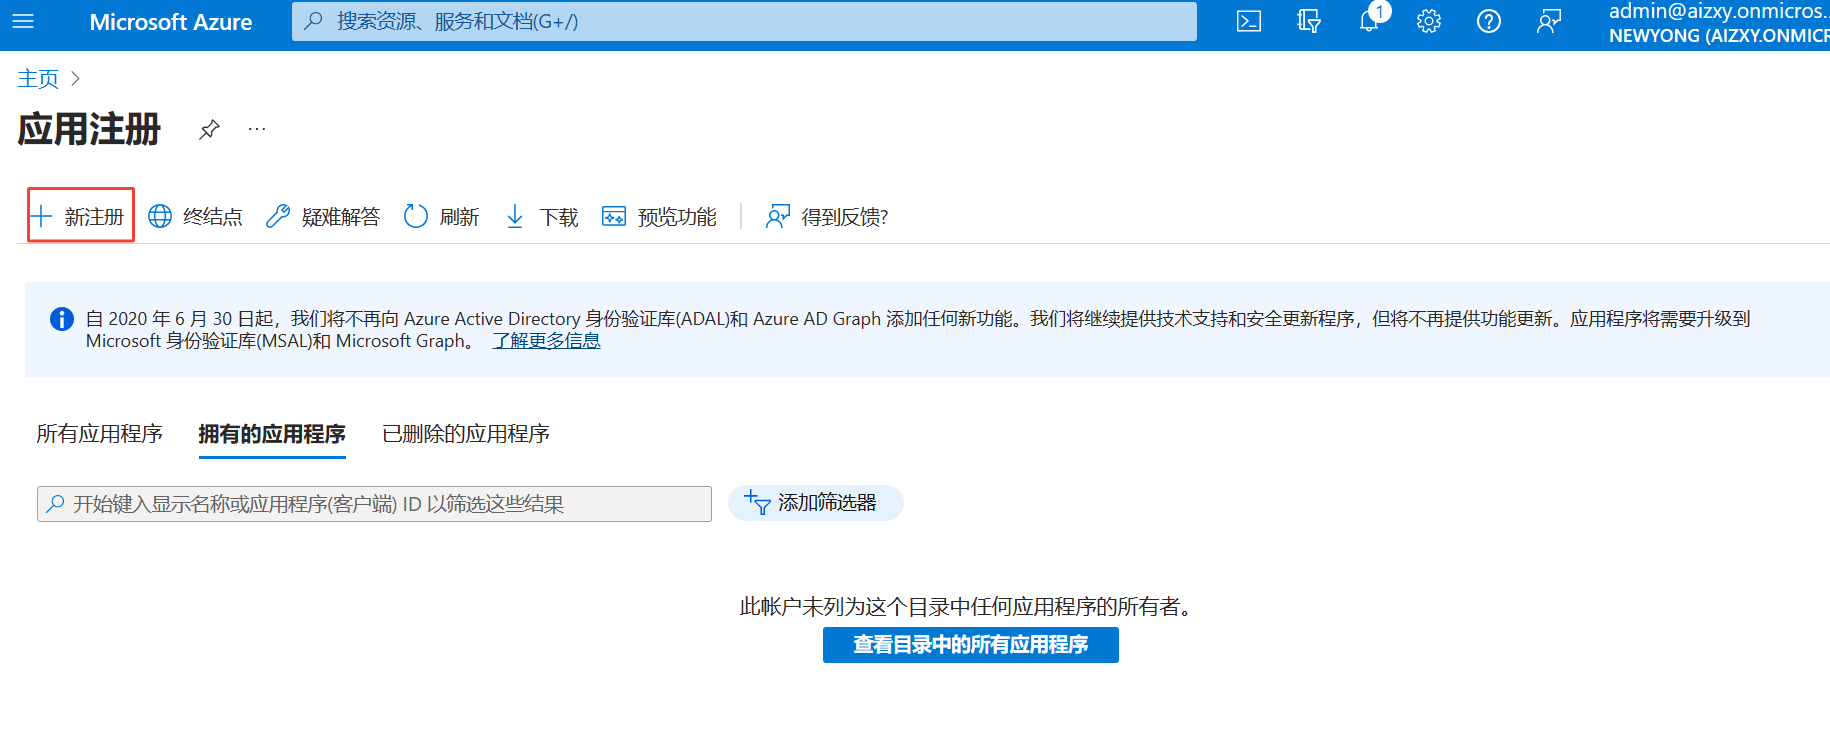 Microsoft Azure
搜索资源、服务和文档(G+/)
1
admin@aizxy.onmicros...
NEWYONG (AIZXY.ONMICR
主页
应用注册
新注册
终结点
疑难解答
刷新
下载
预览功能
得到反馈?
自 2020 年 6 月 30 日起，我们将不再向 Azure Active Directory 身份验证库(ADAL)和 Azure AD Graph 添加任何新功能。我们将继续提供技术支持和安全更新程序，但将不再提供功能更新。应用程序将需要升级到
Microsoft 身份验证库(MSAL)和 Microsoft Graph。 了解更多信息
所有应用程序
拥有的应用程序
已删除的应用程序
开始键入显示名称或应用程序(客户端) ID 以筛选这些结果
添加筛选器
此帐户未列为这个目录中任何应用程序的所有者。
查看目录中的所有应用程序